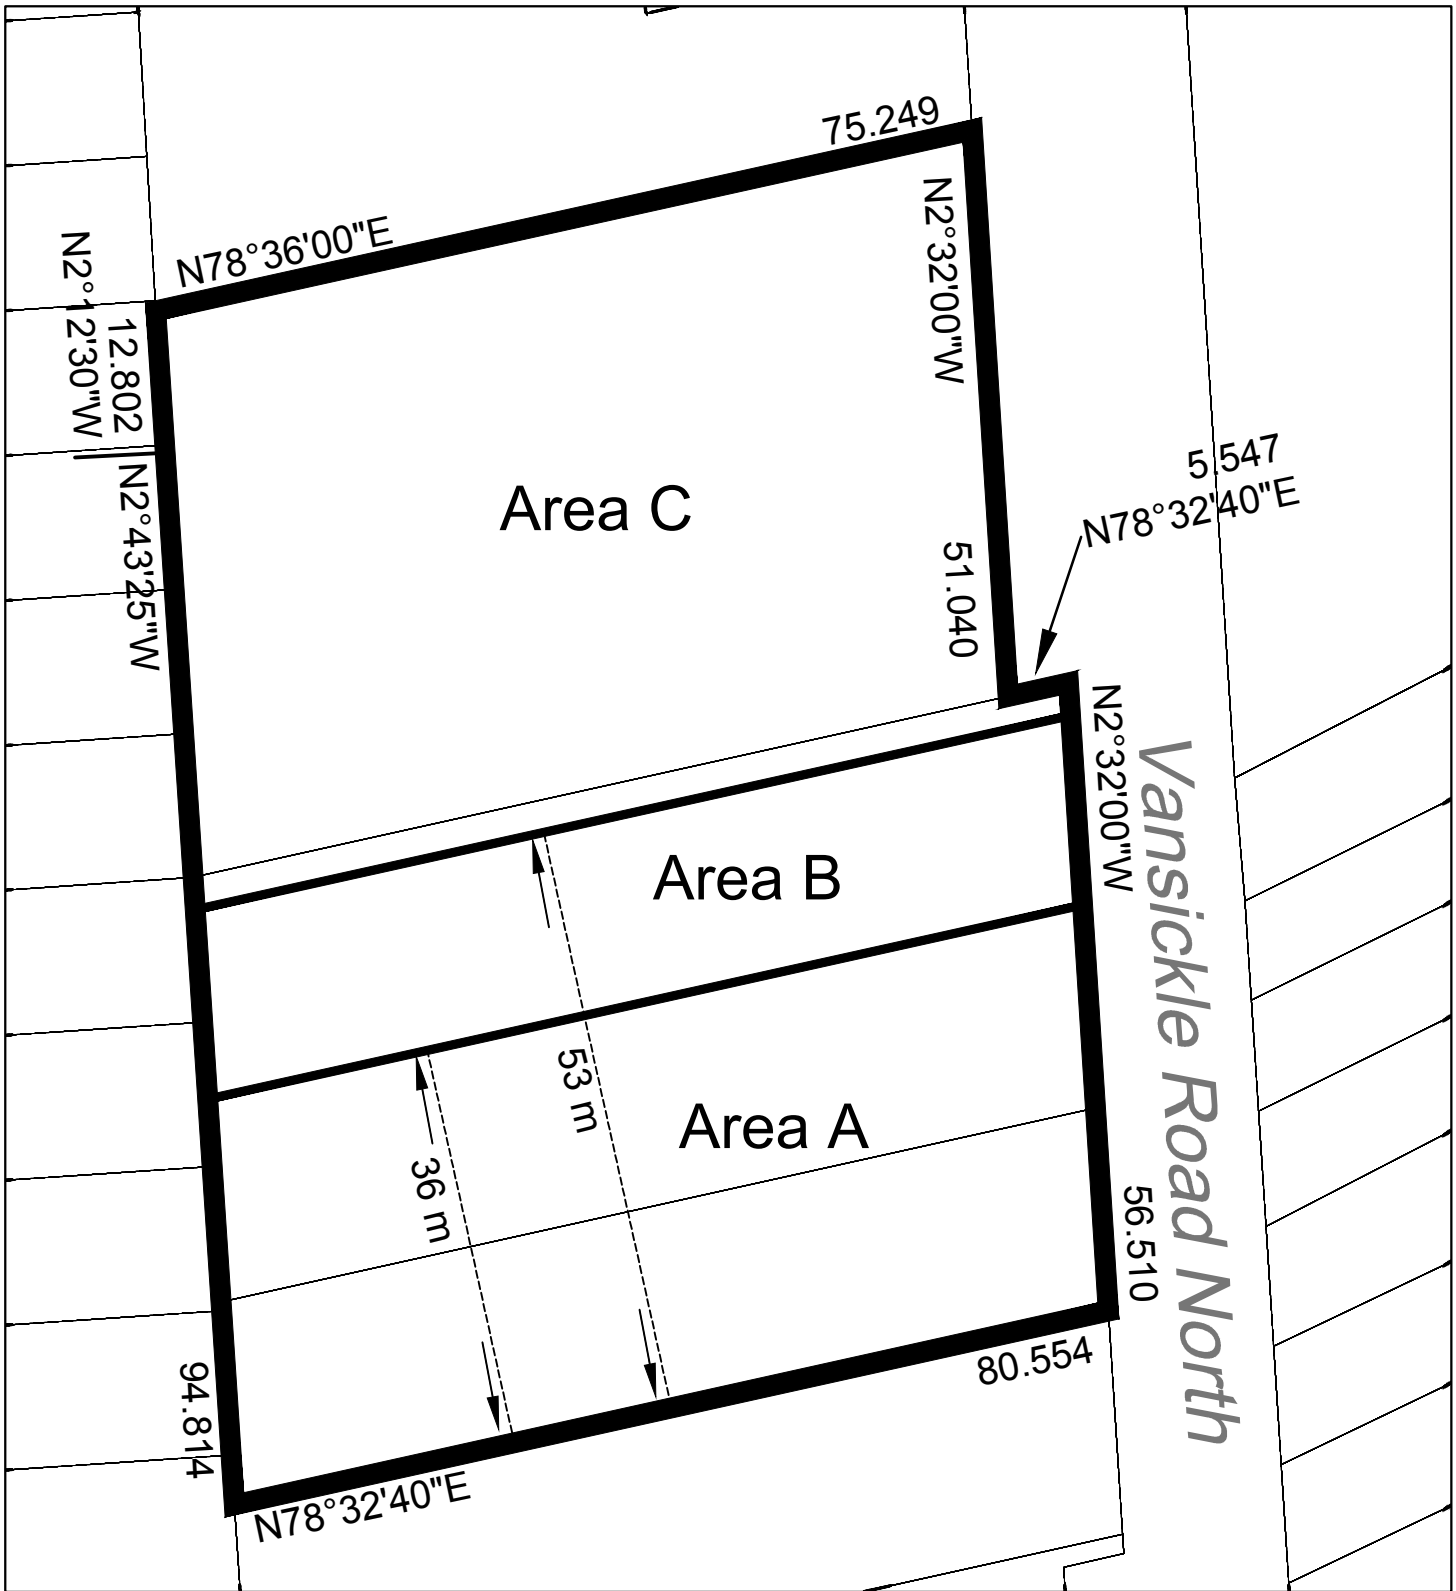 75.249
N78°36'00"E
N2°32'00"W
N2°12'30"W
12.802
N2°43'25"W
Area C
5.547
N78°32'40"E
51.040
N2°32'00"W
Vansickle Road North
Area B
53 m
Area A
36 m
56.510
80.554
94.814
N78°32'40"E